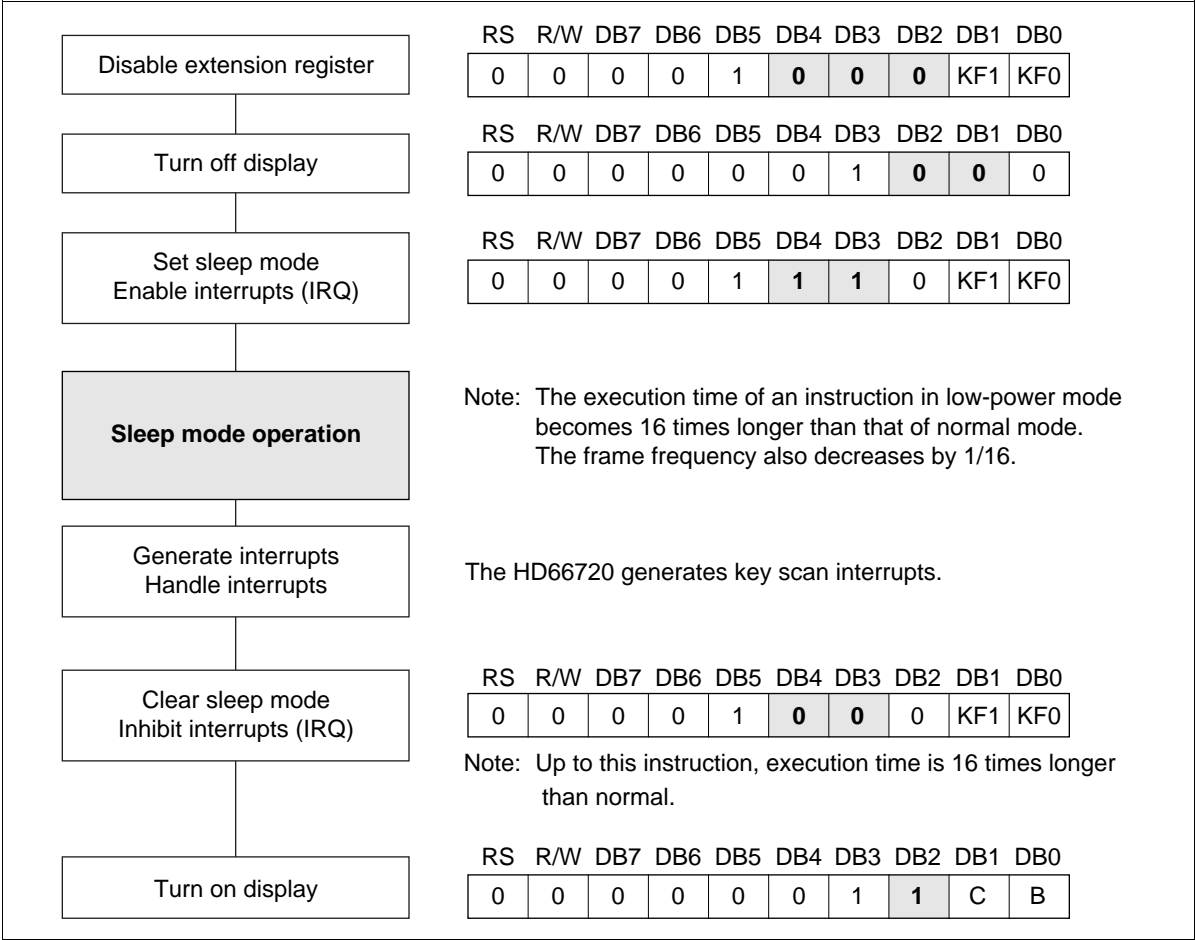 Disable extension register
RS R/W DB7 DB6 DB5 DB4 DB3 DB2 DB1 DB0
0 0 0 0 1 0 0 0 KF1 KF0
Turn off display
RS R/W DB7 DB6 DB5 DB4 DB3 DB2 DB1 DB0
0 0 0 0 0 0 1 0 0 0
Set sleep mode
Enable interrupts (IRQ)
RS R/W DB7 DB6 DB5 DB4 DB3 DB2 DB1 DB0
0 0 0 0 1 1 1 0 KF1 KF0
Sleep mode operation
Note: The execution time of an instruction in low-power mode
becomes 16 times longer than that of normal mode.
The frame frequency also decreases by 1/16.
Generate interrupts
Handle interrupts
The HD66720 generates key scan interrupts.
Clear sleep mode
Inhibit interrupts (IRQ)
RS R/W DB7 DB6 DB5 DB4 DB3 DB2 DB1 DB0
0 0 0 0 1 0 0 0 KF1 KF0
Note: Up to this instruction, execution time is 16 times longer
than normal.
Turn on display
RS R/W DB7 DB6 DB5 DB4 DB3 DB2 DB1 DB0
0 0 0 0 0 0 1 1 C B